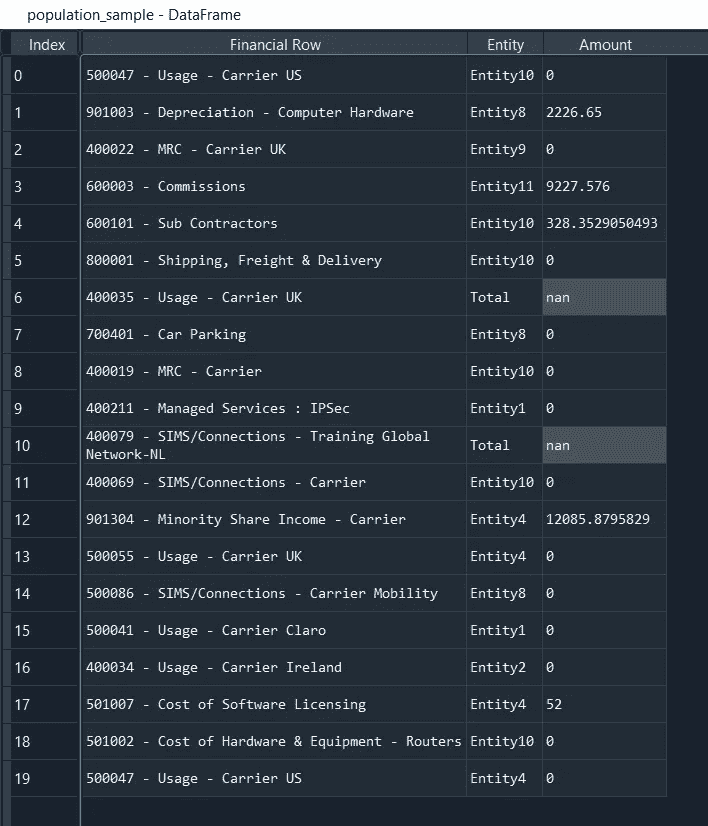 population_sample - DataFrame
Index Financial Row Entity Amount
0 500047 - Usage - Carrier US Entity10 0
1 901003 - Depreciation - Computer Hardware Entity8 2226.65
2 400022 - MRC - Carrier UK Entity9 0
3 600003 - Commissions Entity11 9227.576
4 600101 - Sub Contractors Entity10 328.3529050493
5 800001 - Shipping, Freight & Delivery Entity10 0
6 400035 - Usage - Carrier UK Total nan
7 700401 - Car Parking Entity8 0
8 400019 - MRC - Carrier Entity10 0
9 400211 - Managed Services : IPSec Entity1 0
10 400079 - SIMS/Connections - Training Global Total nan
Network-NL
11 400069 - SIMS/Connections - Carrier Entity10 0
12 901304 - Minority Share Income - Carrier Entity4 12085.8795829
13 500055 - Usage - Carrier UK Entity4 0
14 500086 - SIMS/Connections - Carrier Mobility Entity8 0
15 500041 - Usage - Carrier Claro Entity1 0
16 400034 - Usage - Carrier Ireland Entity2 0
17 501007 - Cost of Software Licensing Entity4 52
18 501002 - Cost of Hardware & Equipment - Routers Entity10 0
19 500047 - Usage - Carrier US Entity4 0